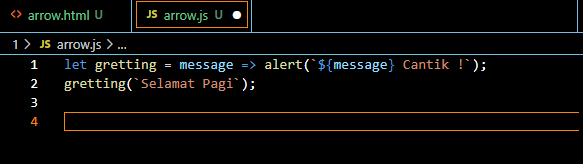 <> arrow.html U JS arrow.js U
1 > JS arrow.js > ...
1 let gretting = message => alert(`${message} Cantik !`);
2 gretting(`Selamat Pagi`);
3
4